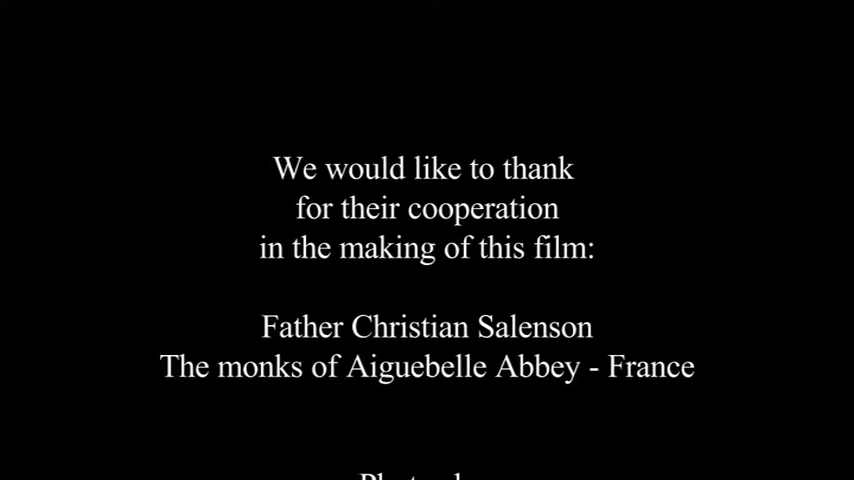 We would like to thank
for their cooperation
in the making of this film:
Father Christian Salenson
The monks of Aiguebelle Abbey - France